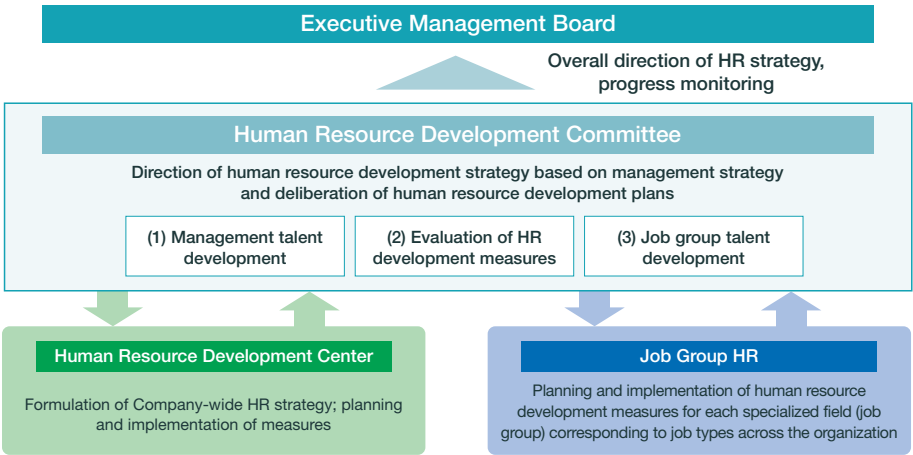 Executive Management Board
Overall direction of HR strategy,
progress monitoring
Human Resource Development Committee
Direction of human resource development strategy based on management strategy
and deliberation of human resource development plans
(1) Management talent
development
(2) Evaluation of HR
development measures
(3) Job group talent
development
Human Resource Development Center
Formulation of Company-wide HR strategy; planning
and implementation of measures
Job Group HR
Planning and implementation of human resource
development measures for each specialized field (job
group) corresponding to job types across the organization